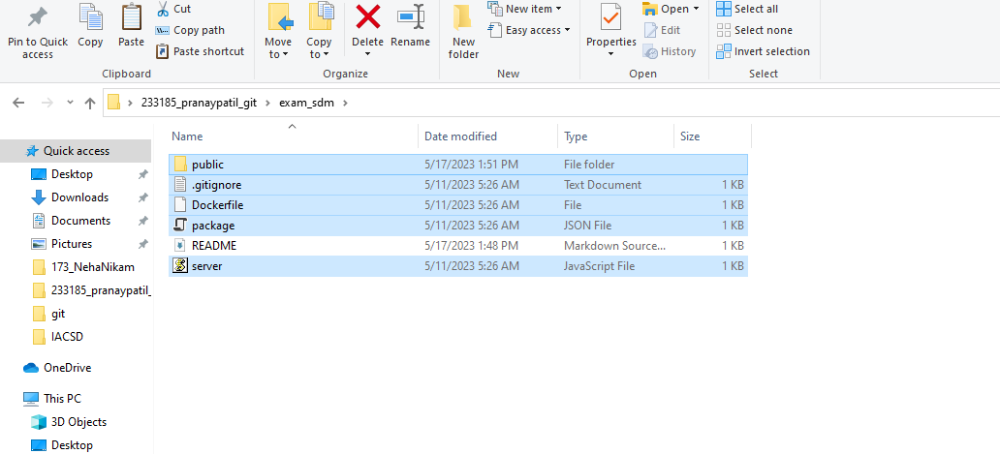 Pin to Quick access
Copy
Paste
Cut
Copy path
Paste shortcut
Clipboard
Move to
Copy to
Delete
Rename
Organize
New folder
New item
Easy access
New
Properties
Open
Edit
History
Open
Select all
Select none
Invert selection
Select
233185_pranaypatil_git > exam_sdm >
Name Date modified Type Size
Quick access
Desktop
Downloads
Documents
Pictures
173_NehaNikam
233185_pranaypatil_
git
IACSD
OneDrive
This PC
3D Objects
Desktop
public 5/17/2023 1:51 PM File folder
.gitignore 5/11/2023 5:26 AM Text Document 1 KB
Dockerfile 5/11/2023 5:26 AM File 1 KB
package 5/11/2023 5:26 AM JSON File 1 KB
README 5/17/2023 1:48 PM Markdown Source... 1 KB
server 5/11/2023 5:26 AM JavaScript File 1 KB